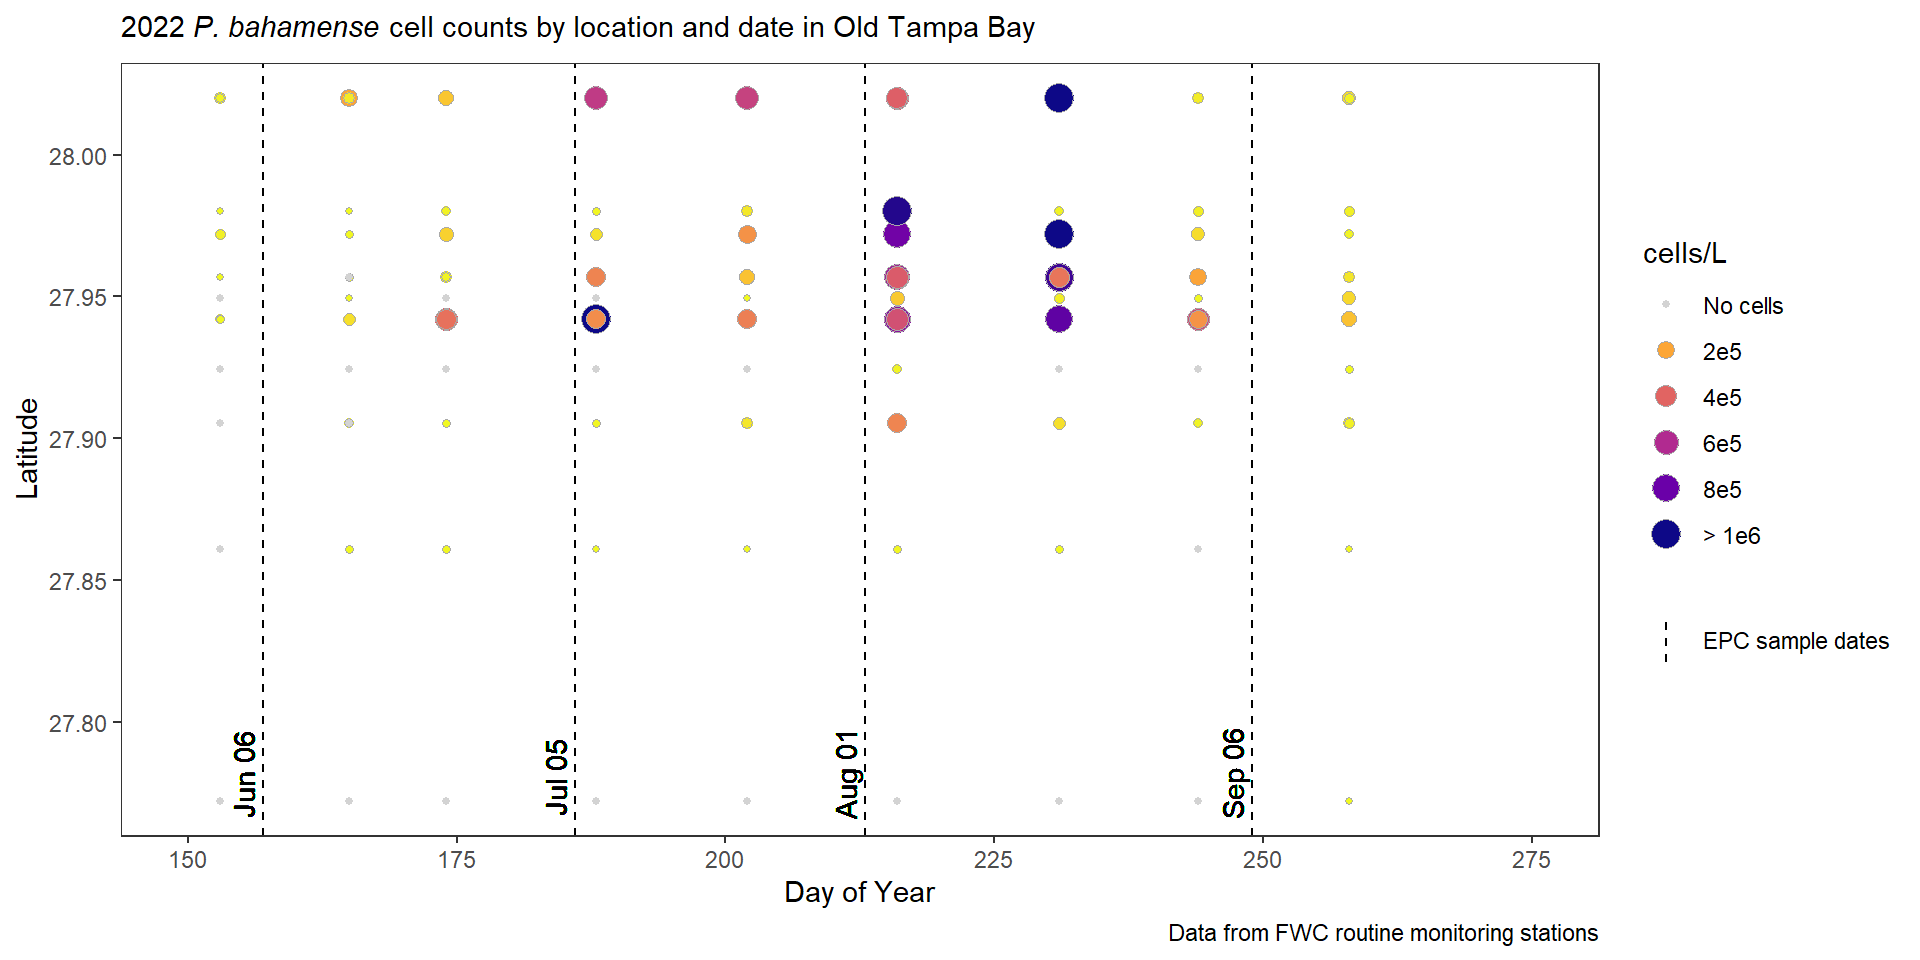 2022 P. bahamense cell counts by location and date in Old Tampa Bay
Latitude
28.00
27.95
27.90
27.85
27.80
Jun 06
Jul 05
Aug 01
Sep 06
150
175
200
225
250
275
Day of Year
cells/L
No cells
2e5
4e5
6e5
8e5
> 1e6
EPC sample dates
Data from FWC routine monitoring stations